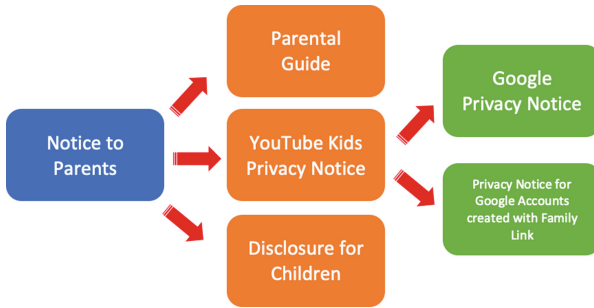 Parental
Guide
Google
Privacy Notice
Notice to
Parents
YouTube Kids
Privacy Notice
Privacy Notice for
Google Accounts
created with Family
Link
Disclosure for
Children